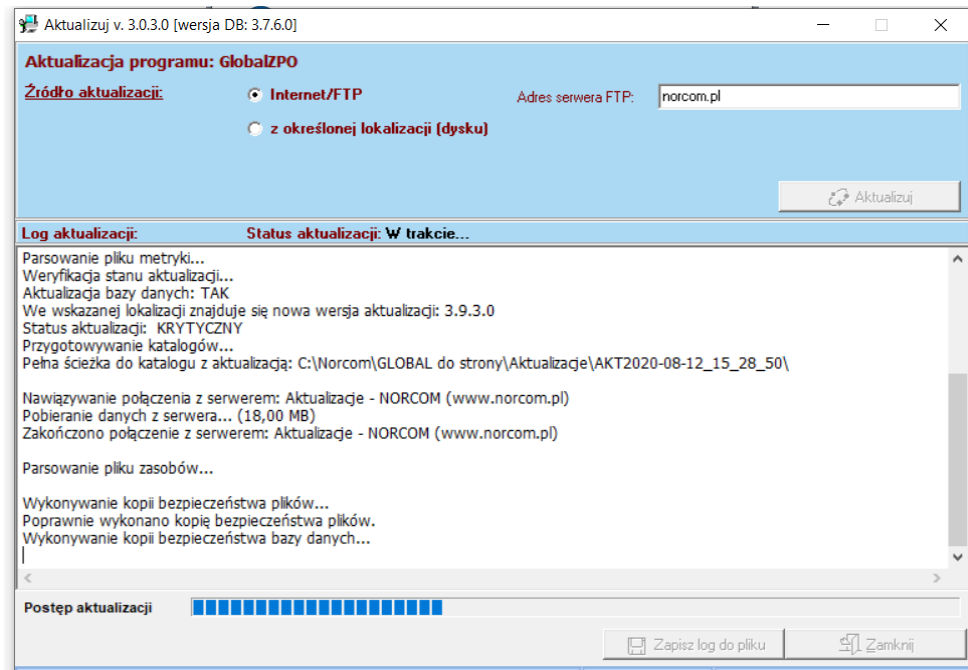 Aktualizuj v. 3.0.3.0 [wersja DB: 3.7.6.0]
Aktualizacja programu: GlobalZPO
Źródło aktualizacji:
Internet/FTP
Adres serwera FTP:
norcom.pl
z określonej lokalizacji (dysku)
Aktualizuj
Log aktualizacji:
Status aktualizacji: W trakcie...
Parsowanie pliku metryki...
Weryfikacja stanu aktualizacji...
Aktualizacja bazy danych: TAK
We wskazanej lokalizacji znajduje się nowa wersja aktualizacji: 3.9.3.0
Status aktualizacji: KRYTYCZNY
Przygotowywanie katalogów...
Pełna ścieżka do katalogu z aktualizacją: C:\Norcom\GLOBAL do strony\Aktualizacje\AKT2020-08-12_15_28_50\
Nawiązywanie połączenia z serwerem: Aktualizacje - NORCOM (www.norcom.pl)
Pobieranie danych z serwera... (18,00 MB)
Zakończono połączenie z serwerem: Aktualizacje - NORCOM (www.norcom.pl)
Parsowanie pliku zasobów...
Wykonywanie kopii bezpieczeństwa plików...
Poprawnie wykonano kopię bezpieczeństwa plików.
Wykonywanie kopii bezpieczeństwa bazy danych...
Postęp aktualizacji
Zapisz log do pliku
Zamknij